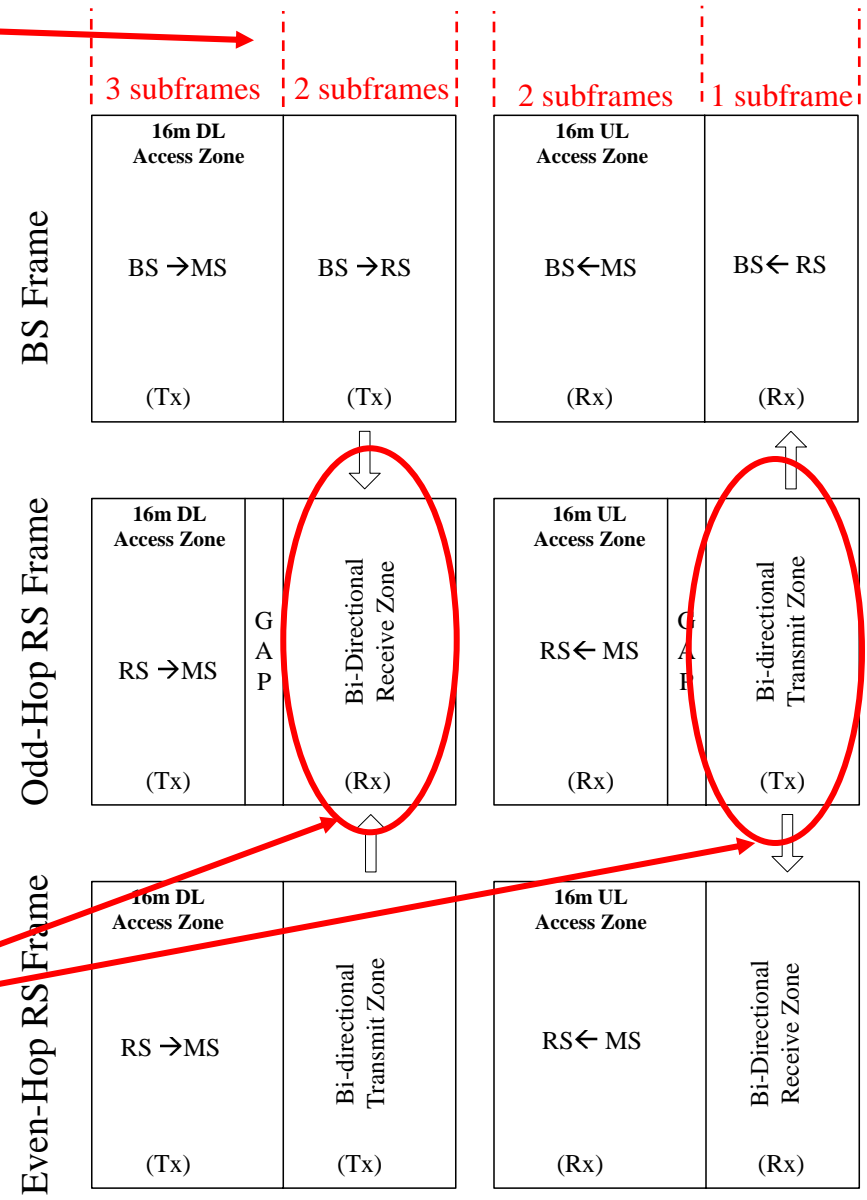 3 subframes
2 subframes
2 subframes
1 subframe
BS Frame
16m DL
Access Zone
BS →MS
(Tx)
BS →RS
(Tx)
16m UL
Access Zone
BS←MS
(Rx)
BS← RS
(Rx)
Odd-Hop RS Frame
16m DL
Access Zone
RS →MS
(Tx)
G
A
P
Bi-Directional
Receive Zone
(Rx)
16m UL
Access Zone
RS← MS
(Rx)
G
A
P
Bi-directional
Transmit Zone
(Tx)
Even-Hop RS Frame
16m DL
Access Zone
RS →MS
(Tx)
Bi-directional
Transmit Zone
(Tx)
16m UL
Access Zone
RS← MS
(Rx)
Bi-Directional
Receive Zone
(Rx)